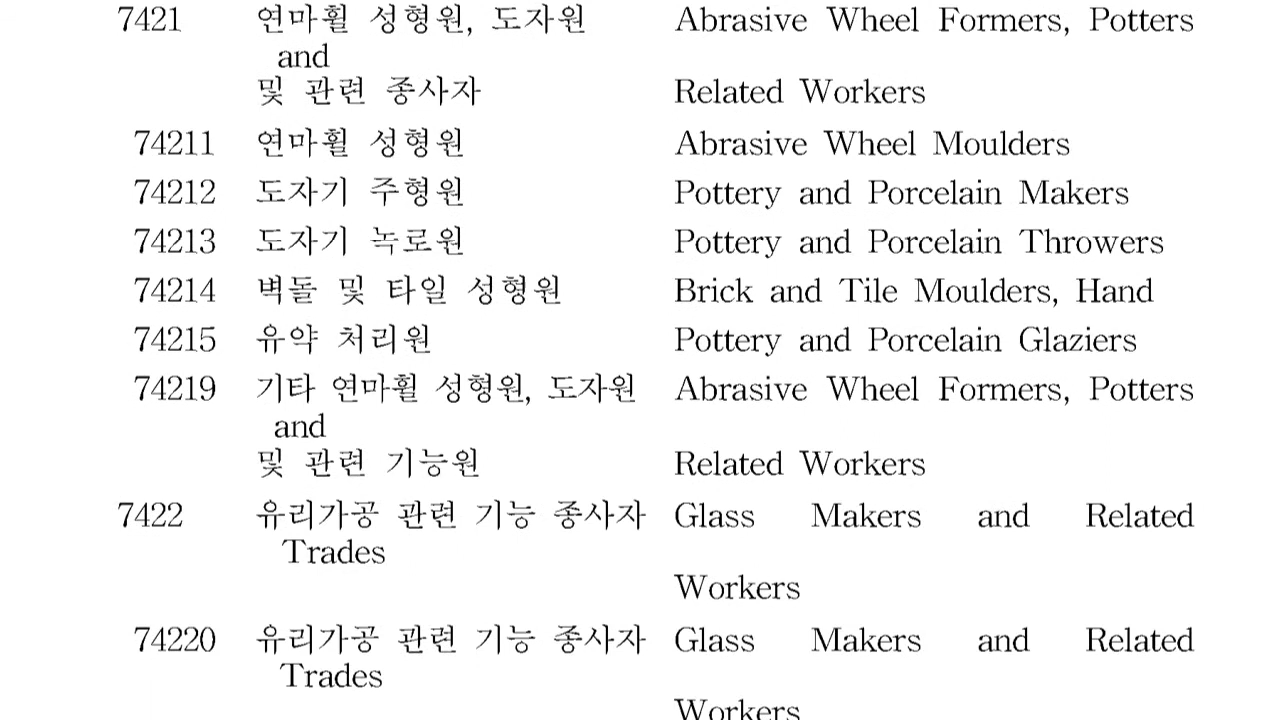 7421 연마휠 성형원, 도자원 Abrasive Wheel Formers, Potters
and
및 관련 종사자 Related Workers
74211 연마휠 성형원 Abrasive Wheel Moulders
74212 도자기 주형원 Pottery and Porcelain Makers
74213 도자기 녹로원 Pottery and Porcelain Throwers
74214 벽돌 및 타일 성형원 Brick and Tile Moulders, Hand
74215 유약 처리원 Pottery and Porcelain Glaziers
74219 기타 연마휠 성형원, 도자원 Abrasive Wheel Formers, Potters
and
및 관련 기능원 Related Workers
7422 유리가공 관련 기능 종사자 Glass Makers and Related
Trades
Workers
74220 유리가공 관련 기능 종사자 Glass Makers and Related
Trades
Workers